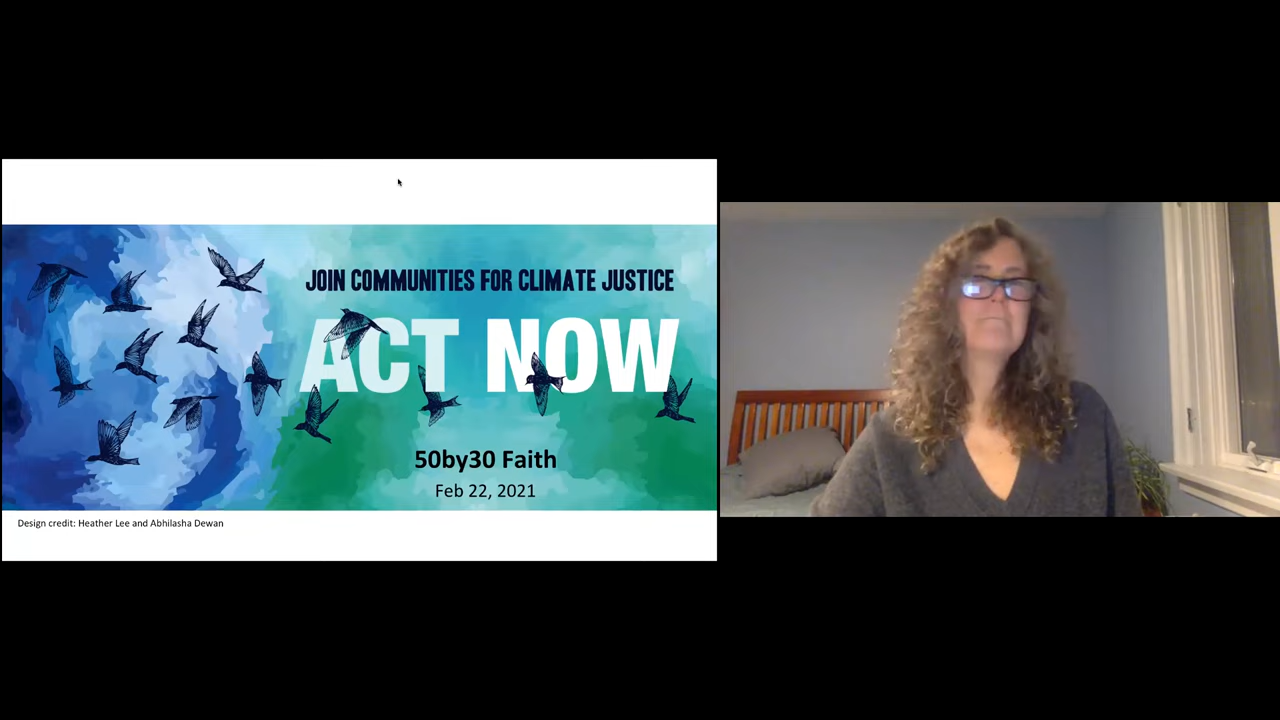 JOIN COMMUNITIES FOR CLIMATE JUSTICE
ACT NOW
50by30 Faith
Feb 22, 2021
Design credit: Heather Lee and Abhilasha Dewan